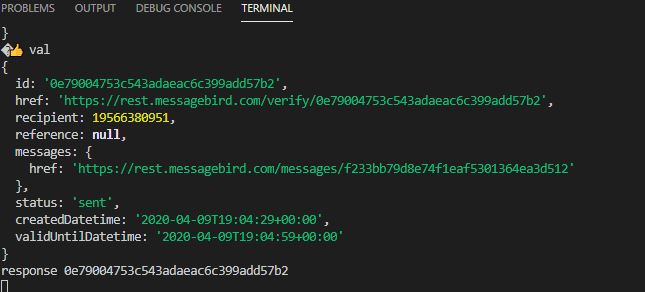 PROBLEMS OUTPUT DEBUG CONSOLE TERMINAL
}
�👍 val
{
  id: '0e79004753c543adaeac6c399add57b2',
  href: 'https://rest.messagebird.com/verify/0e79004753c543adaeac6c399add57b2',
  recipient: 19566380951,
  reference: null,
  messages: {
    href: 'https://rest.messagebird.com/messages/f233bb79d8e74f1eaf5301364ea3d512'
  },
  status: 'sent',
  createdDatetime: '2020-04-09T19:04:29+00:00',
  validUntilDatetime: '2020-04-09T19:04:59+00:00'
}
response 0e79004753c543adaeac6c399add57b2